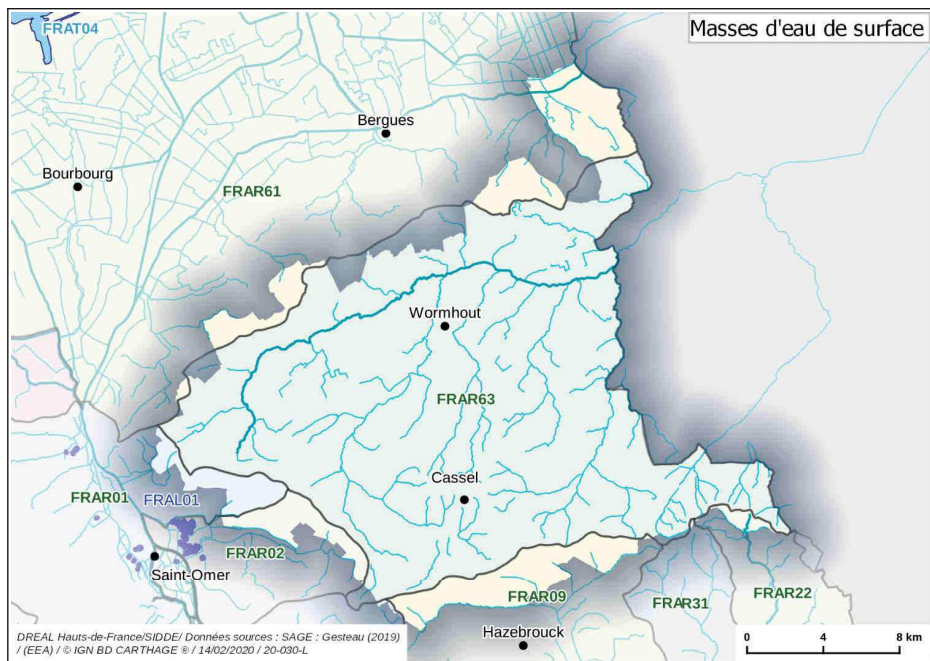 Masses d'eau de surface
FRAT04
Bergues
Bourbourg
FRAR61
Wormhout
FRAR63
Cassel
FRAR01
FRAL01
FRAR02
Saint-Omer
FRAR09
FRAR31
FRAR22
Hazebrouck
DREAL Hauts-de-France/SIDDE/ Données sources : SAGE : Gesteau (2019)
/ (EEA) / © IGN BD CARTHAGE ® / 14/02/2020 / 20-030-L
0 4 8 km